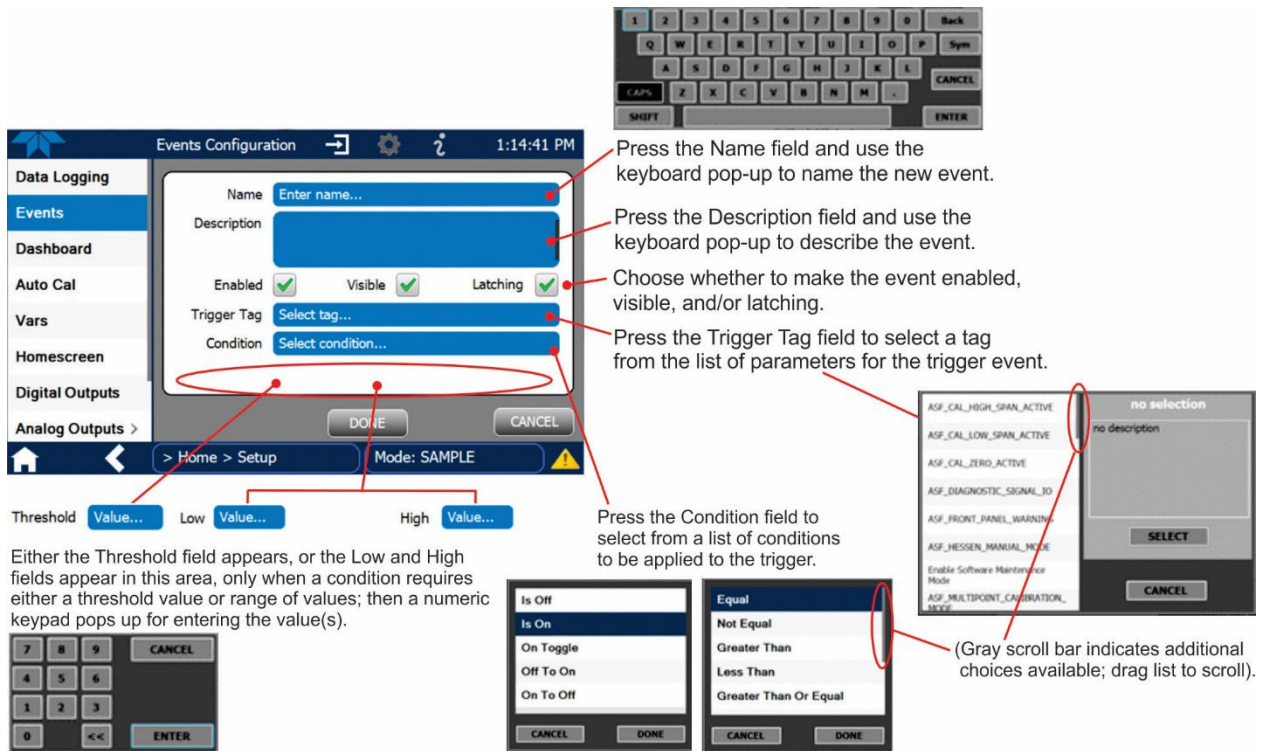 1 2 3 4 5 6 7 8 9 0 Back
Q W E R T Y U I O P Sym
A S D F G H J K L CANCEL
CAPS Z X C V B N M .
SHIFT ENTER
Events Configuration 1:14:41 PM
Data Logging
Events
Dashboard
Auto Cal
Vars
Homescreen
Digital Outputs
Analog Outputs >
Name Enter name...
Description
Enabled Visible Latching
Trigger Tag Select tag...
Condition Select condition...
DONE CANCEL
> Home > Setup Mode: SAMPLE
Press the Name field and use the
keyboard pop-up to name the new event.
Press the Description field and use the
keyboard pop-up to describe the event.
Choose whether to make the event enabled,
visible, and/or latching.
Press the Trigger Tag field to select a tag
from the list of parameters for the trigger event.
ASF_CAL_HIGH_SPAN_ACTIVE
ASF_CAL_LOW_SPAN_ACTIVE
ASF_CAL_ZERO_ACTIVE
ASF_DIAGNOSTIC_SIGNAL_IO
ASF_FRONT_PANEL_WARNING
ASF_HESSEN_MANUAL_MODE
Enable Software Maintenance
Mode
ASF_MULTIPOINT_CALIBRATION_
MODE
no selection
no description
SELECT
CANCEL
Threshold Value... Low Value... High Value...
Either the Threshold field appears, or the Low and High
fields appear in this area, only when a condition requires
either a threshold value or range of values; then a numeric
keypad pops up for entering the value(s).
7 8 9 CANCEL
4 5 6
1 2 3
0 << ENTER
Press the Condition field to
select from a list of conditions
to be applied to the trigger.
Is Off
Is On
On Toggle
Off To On
On To Off
CANCEL DONE
Equal
Not Equal
Greater Than
Less Than
Greater Than Or Equal
CANCEL DONE
(Gray scroll bar indicates additional
choices available; drag list to scroll).